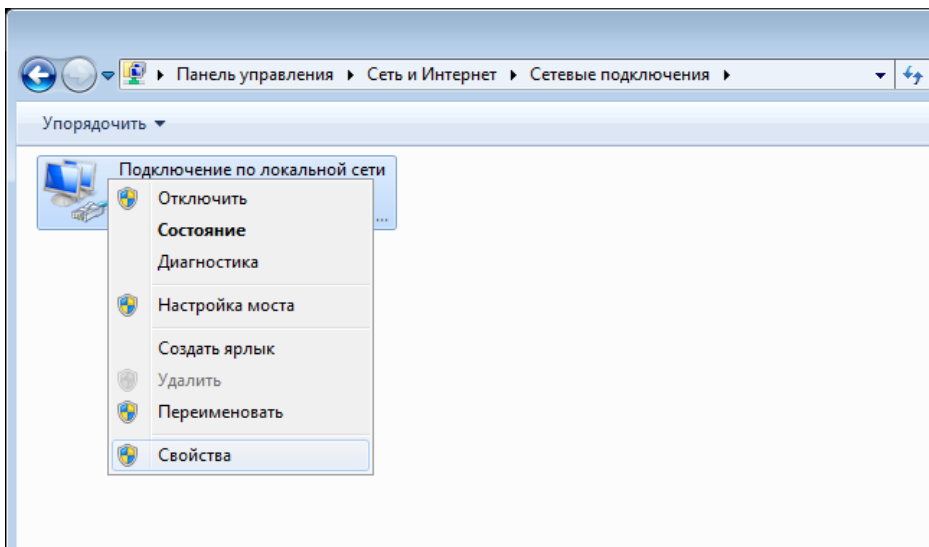 Панель управления Сеть и Интернет Сетевые подключения
Упорядочить
Подключение по локальной сети
Отключить
...
Состояние
Диагностика
Настройка моста
Создать ярлык
Удалить
Переименовать
Свойства